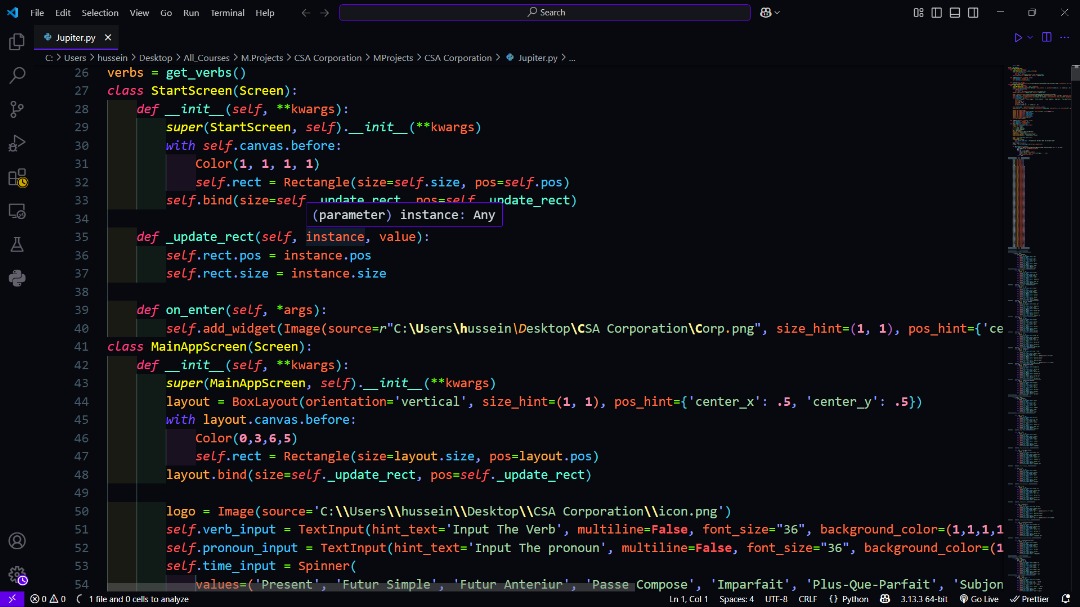 File Edit Selection View Go Run Terminal Help Search
Jupiter.py
C: > Users > hussein > Desktop > All_Courses > M.Projects > CSA Corporation > MProjects > CSA Corporation > Jupiter.py > ...
26 verbs = get_verbs()
27 class StartScreen(Screen):
28 def __init__(self, **kwargs):
29 super(StartScreen, self).__init__(**kwargs)
30 with self.canvas.before:
31 Color(1, 1, 1, 1)
32 self.rect = Rectangle(size=self.size, pos=self.pos)
33 self.bind(size=self._update_rect, pos=self._update_rect)
(parameter) instance: Any
34
35 def _update_rect(self, instance, value):
36 self.rect.pos = instance.pos
37 self.rect.size = instance.size
38
39 def on_enter(self, *args):
40 self.add_widget(Image(source=r"C:\Users\hussein\Desktop\CSA Corporation\Corp.png", size_hint=(1, 1), pos_hint={'ce
41 class MainAppScreen(Screen):
42 def __init__(self, **kwargs):
43 super(MainAppScreen, self).__init__(**kwargs)
44 layout = BoxLayout(orientation='vertical', size_hint=(1, 1), pos_hint={'center_x': .5, 'center_y': .5})
45 with layout.canvas.before:
46 Color(0,3,6,5)
47 self.rect = Rectangle(size=layout.size, pos=layout.pos)
48 layout.bind(size=self._update_rect, pos=self._update_rect)
49
50 logo = Image(source='C:\\Users\\hussein\\Desktop\\CSA Corporation\\icon.png')
51 self.verb_input = TextInput(hint_text='Input The Verb', multiline=False, font_size="36", background_color=(1,1,1,1
52 self.pronoun_input = TextInput(hint_text='Input The pronoun', multiline=False, font_size="36", background_color=(1
53 self.time_input = Spinner(
54 values=('Present', 'Futur Simple', 'Futur Anteriur', 'Passe Compose', 'Imparfait', 'Plus-Que-Parfait', 'Subjon
0 0 1 file and 0 cells to analyze Ln 1, Col 1 Spaces: 4 UTF-8 CRLF {} Python 3.13.3 64-bit Go Live Prettier